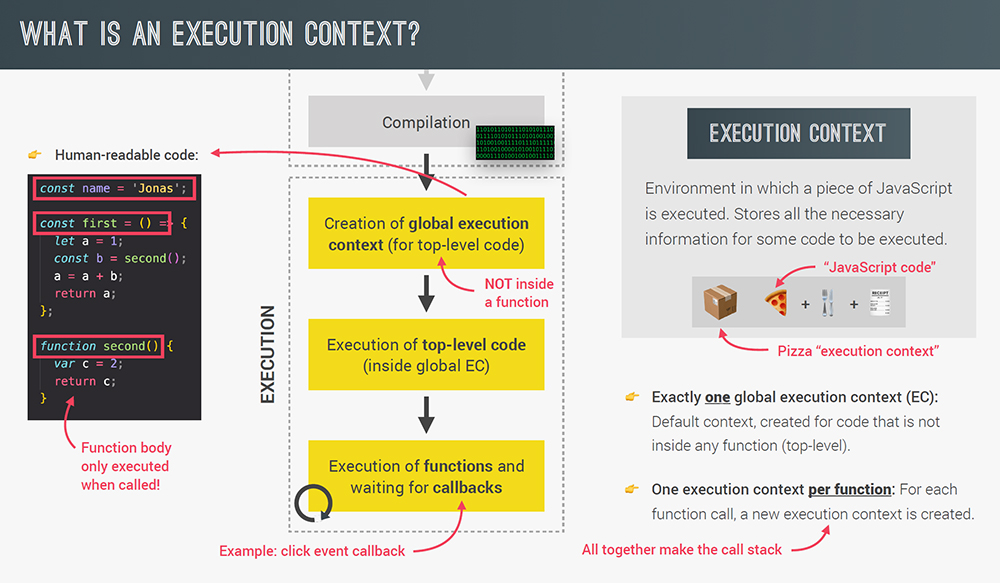 WHAT IS AN EXECUTION CONTEXT?
Compilation
11010110101110101010111
01111010101110101001000
Human-readable code:
const name = 'Jonas';
const first = () => {
let a = 1;
const b = second();
a = a + b;
return a;
};
function second() {
var c = 2;
return c;
}
Function body
only executed
when called!
EXECUTION
Creation of global execution
context (for top-level code)
NOT inside
a function
Execution of top-level code
(inside global EC)
Execution of functions and
waiting for callbacks
Example: click event callback
EXECUTION CONTEXT
Environment in which a piece of JavaScript
is executed. Stores all the necessary
information for some code to be executed.
“JavaScript code”
+
+
RECEIPT
Pizza “execution context”
Exactly one global execution context (EC):
Default context, created for code that is not
inside any function (top-level).
One execution context per function: For each
function call, a new execution context is created.
All together make the call stack